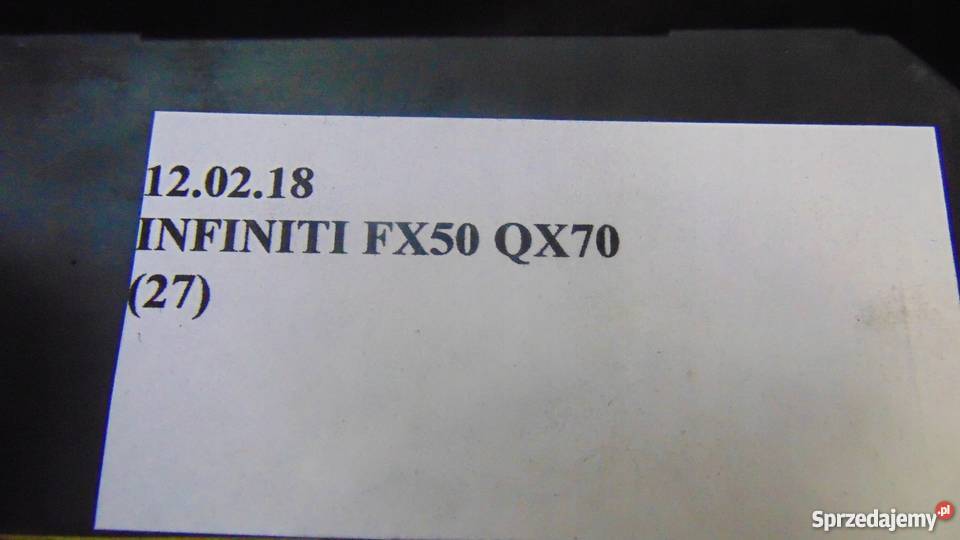 12.02.18
INFINITI FX50 QX70
(27)
Sprzedajemy.pl